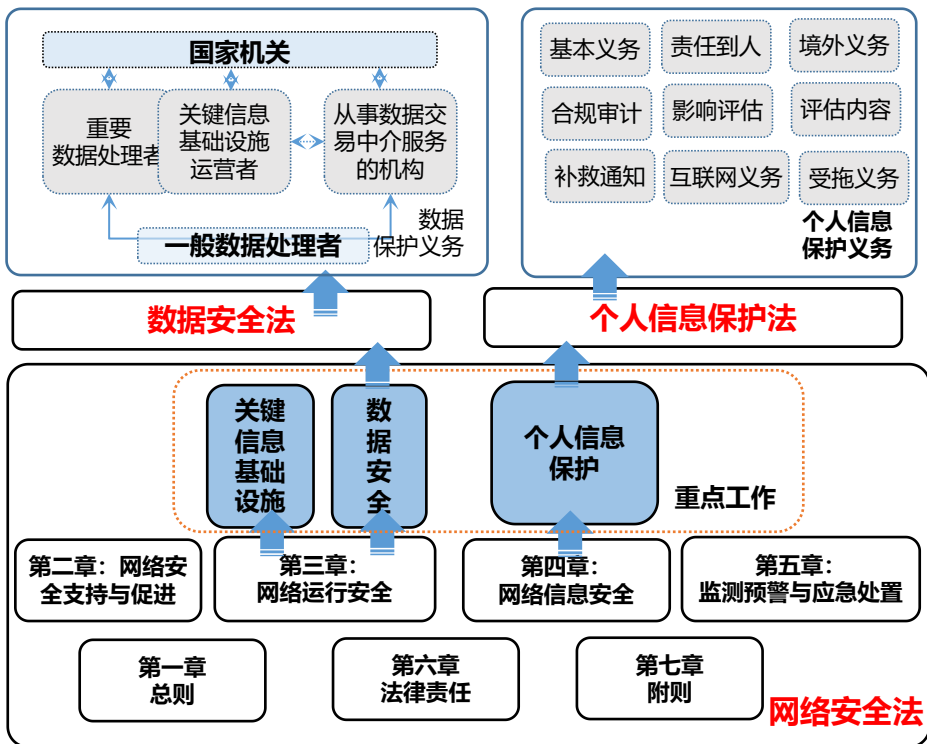 国家机关
重要
数据处理者
关键信息
基础设施
运营者
从事数据交
易中介服务
的机构
一般数据处理者
数据
保护义务
基本义务
责任到人
境外义务
合规审计
影响评估
评估内容
补救通知
互联网义务
受拖义务
个人信息
保护义务
数据安全法
个人信息保护法
关键
信息
基础
设施
数
据
安
全
个人信息
保护
重点工作
第二章：网络安
全支持与促进
第三章：
网络运行安全
第四章：
网络信息安全
第五章：
监测预警与应急处置
第一章
总则
第六章
法律责任
第七章
附则
网络安全法